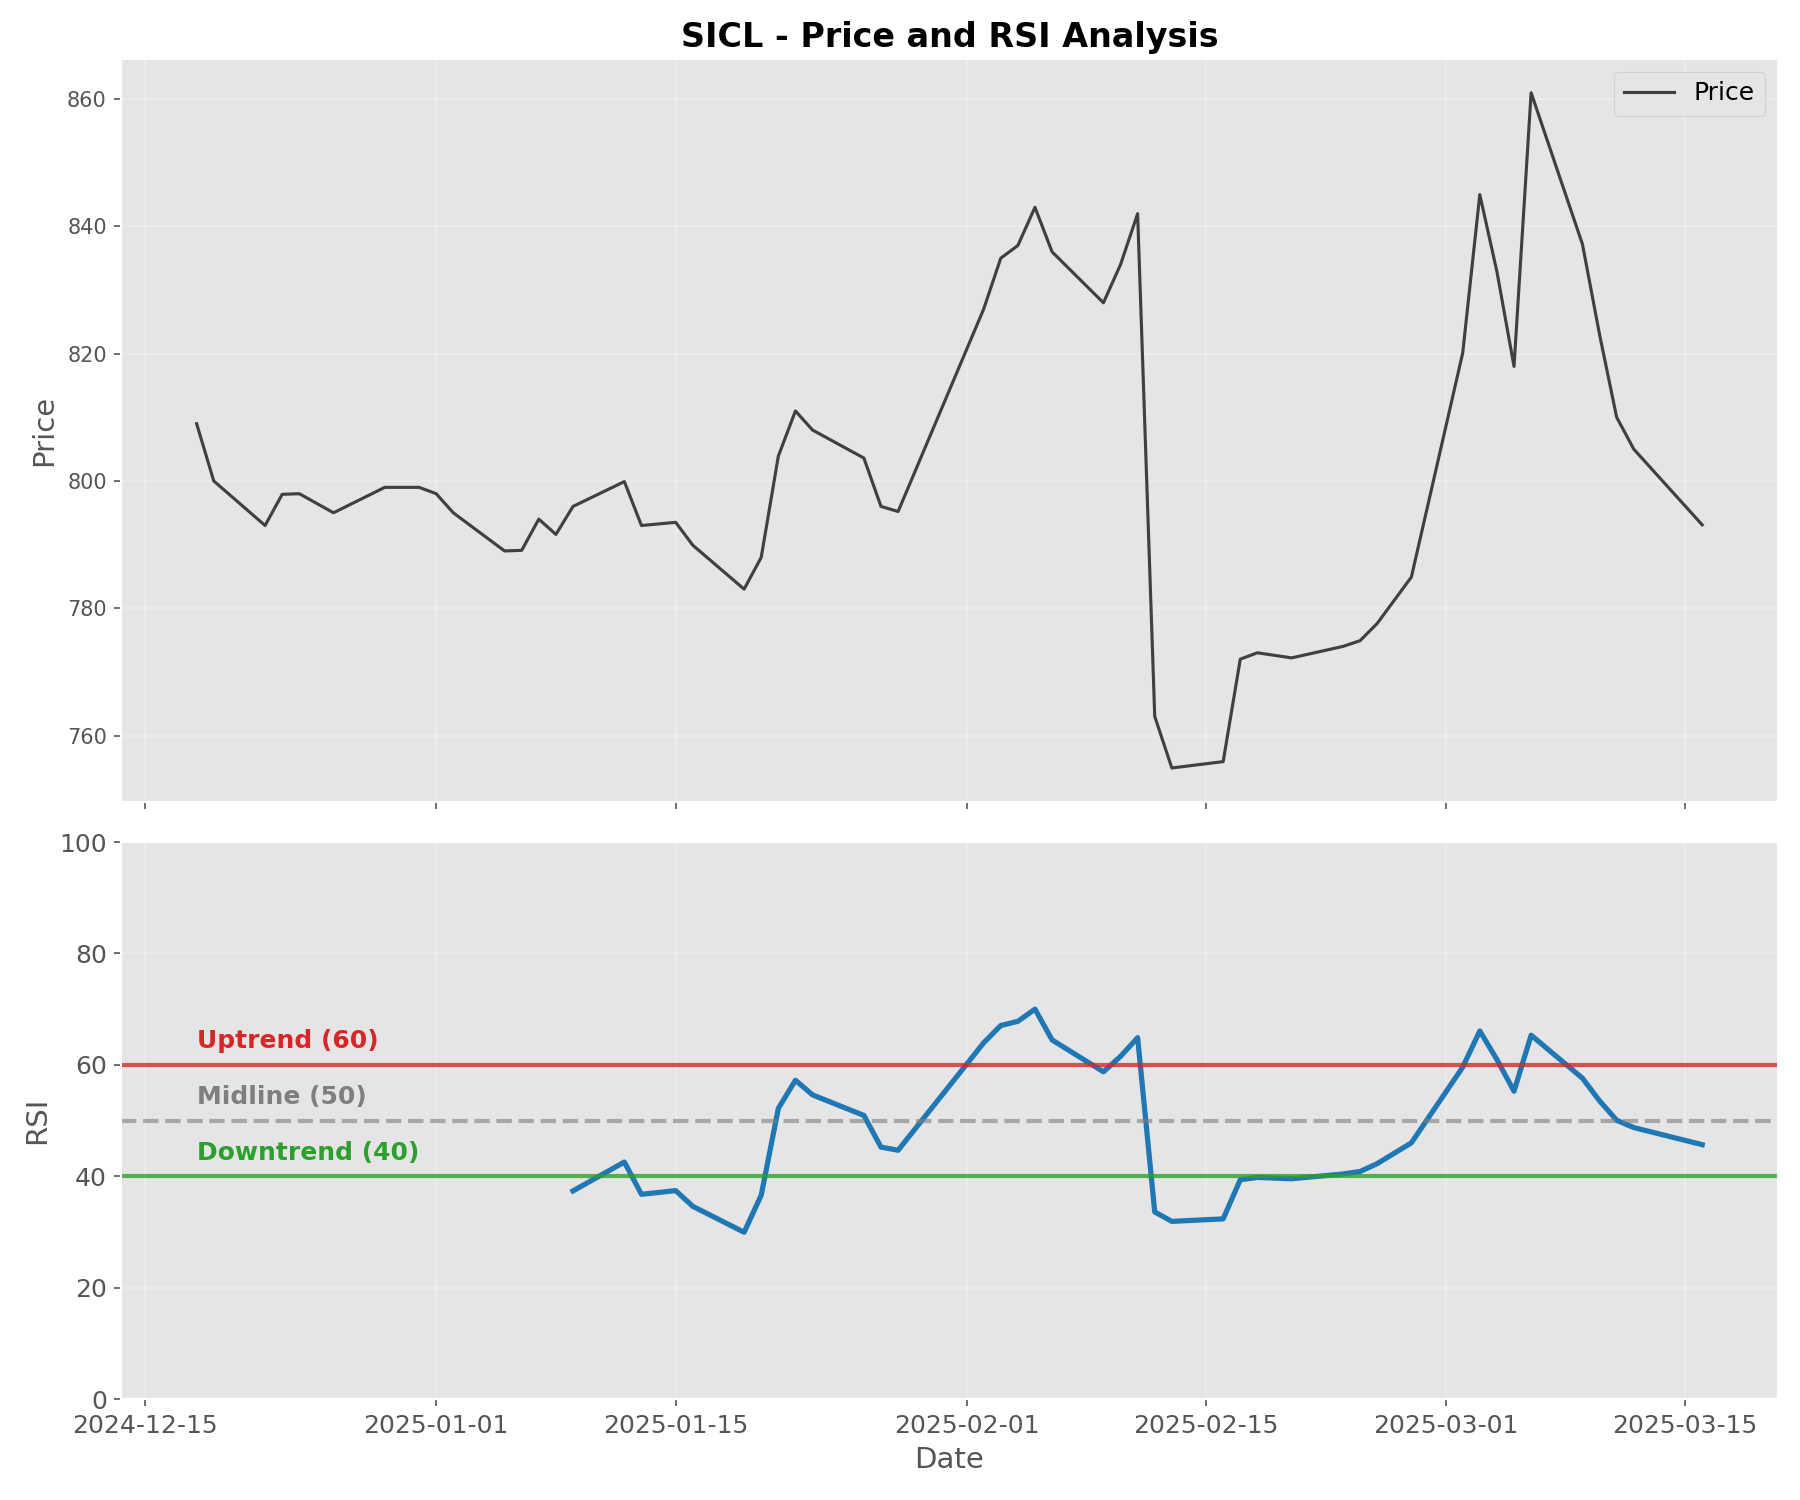 SICL - Price and RSI Analysis
Price
860
840
820
800
780
760
Price
100
80
60
40
20
0
RSI
Uptrend (60)
Midline (50)
Downtrend (40)
2024-12-15
2025-01-01
2025-01-15
2025-02-01
2025-02-15
2025-03-01
2025-03-15
Date